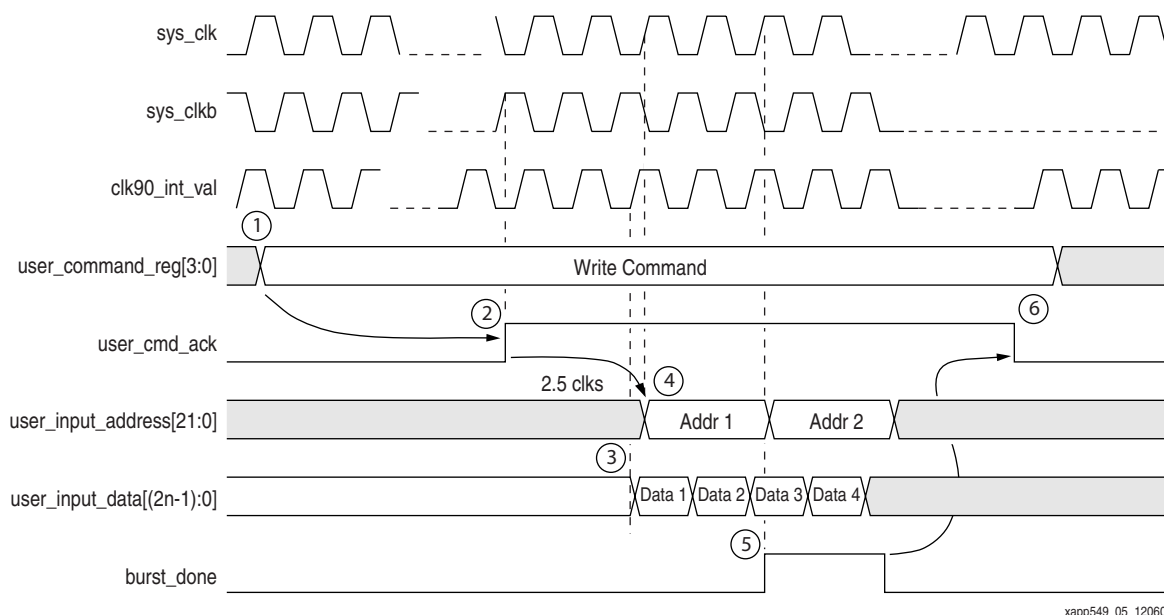 sys_clk
sys_clkb
clk90_int_val
1
user_command_reg[3:0]
Write Command
2
6
user_cmd_ack
2.5 clks
4
user_input_address[21:0]
Addr 1
Addr 2
3
user_input_data[(2n-1):0]
Data 1
Data 2
Data 3
Data 4
5
burst_done
xapp549_05_12060